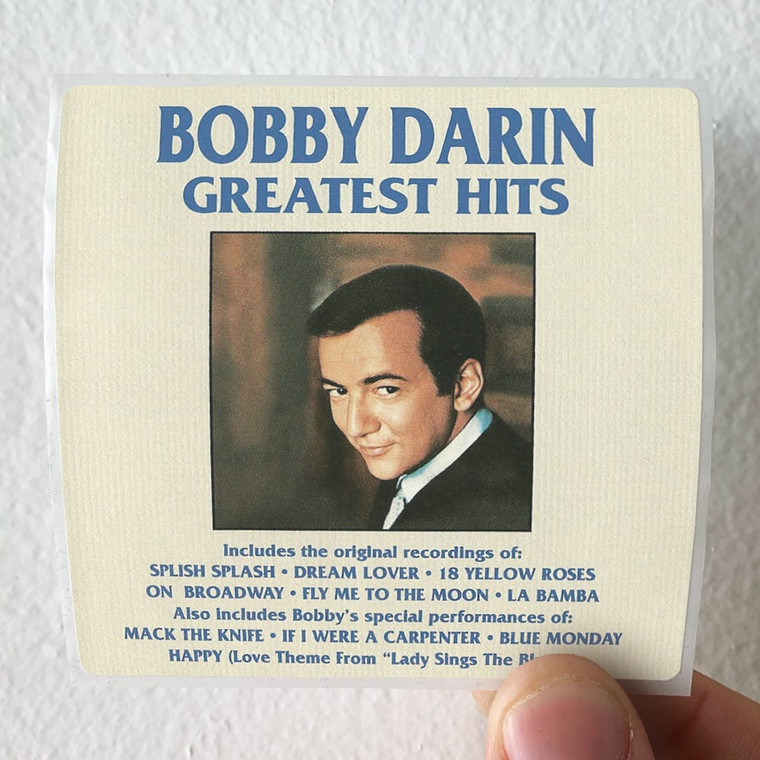 BOBBY DARIN
GREATEST HITS
Includes the original recordings of:
SPLISH SPLASH • DREAM LOVER • 18 YELLOW ROSES
ON BROADWAY • FLY ME TO THE MOON • LA BAMBA
Also includes Bobby's special performances of:
MACK THE KNIFE • IF I WERE A CARPENTER • BLUE MONDAY
HAPPY (Love Theme From "Lady Sings The